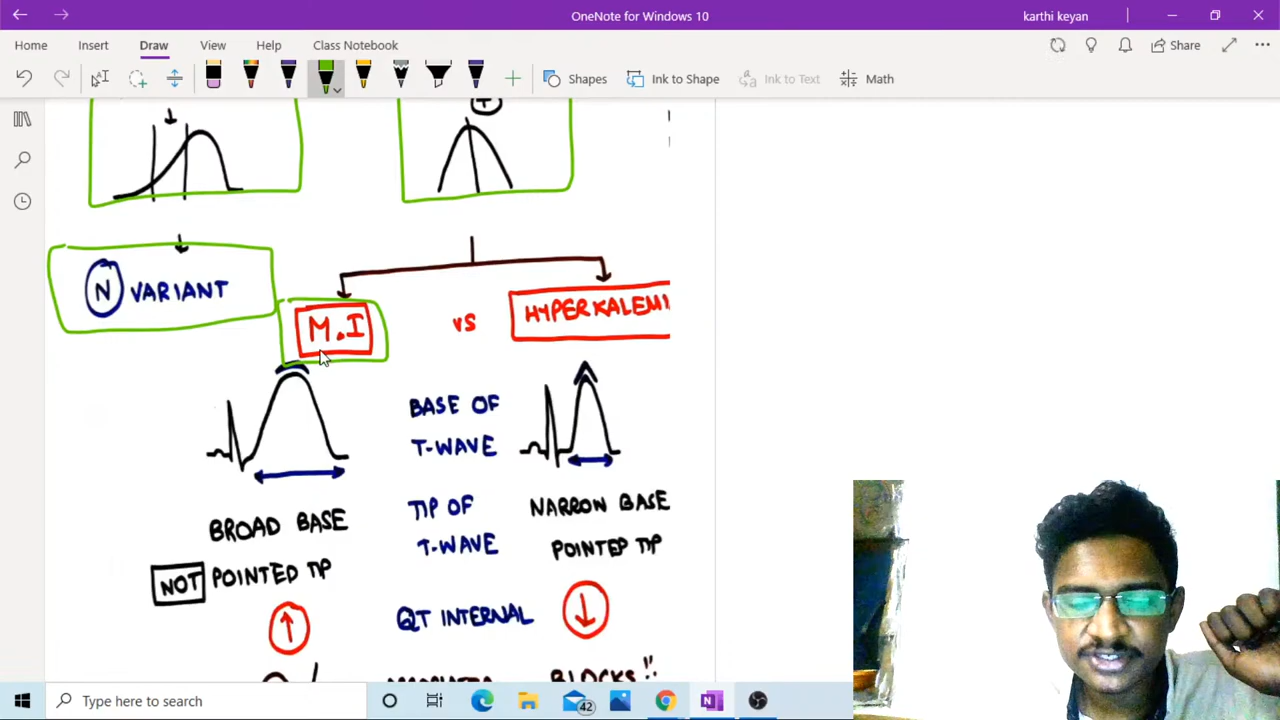 OneNote for Windows 10
karthi keyan
Home Insert Draw View Help Class Notebook
Share
Shapes Ink to Shape Ink to Text Math
N VARIANT
M.I vs HYPERKALEMI
BASE OF
T-WAVE
BROAD BASE
NOT POINTED TIP
TIP OF
T-WAVE
NARROW BASE
POINTED TIP
QT INTERNAL
BLOCKS !!
Type here to search
42